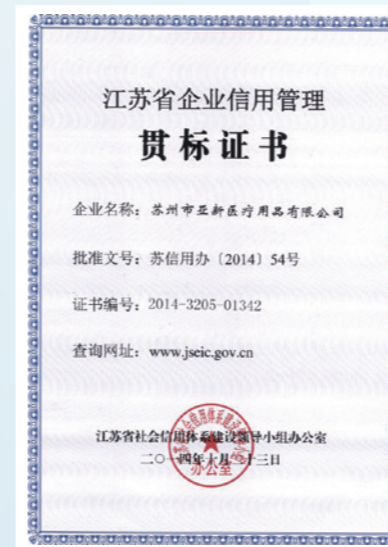 江苏省企业信用管理
贯标证书
企业名称：苏州市亚新医疗用品有限公司
批准文号：苏信用办〔2014〕54号
证书编号：2014-3205-01342
查询网址：www.jseic.gov.cn
江苏省社会信用体系建设领导小组办公室
二〇一四年十月二十三日
办公室